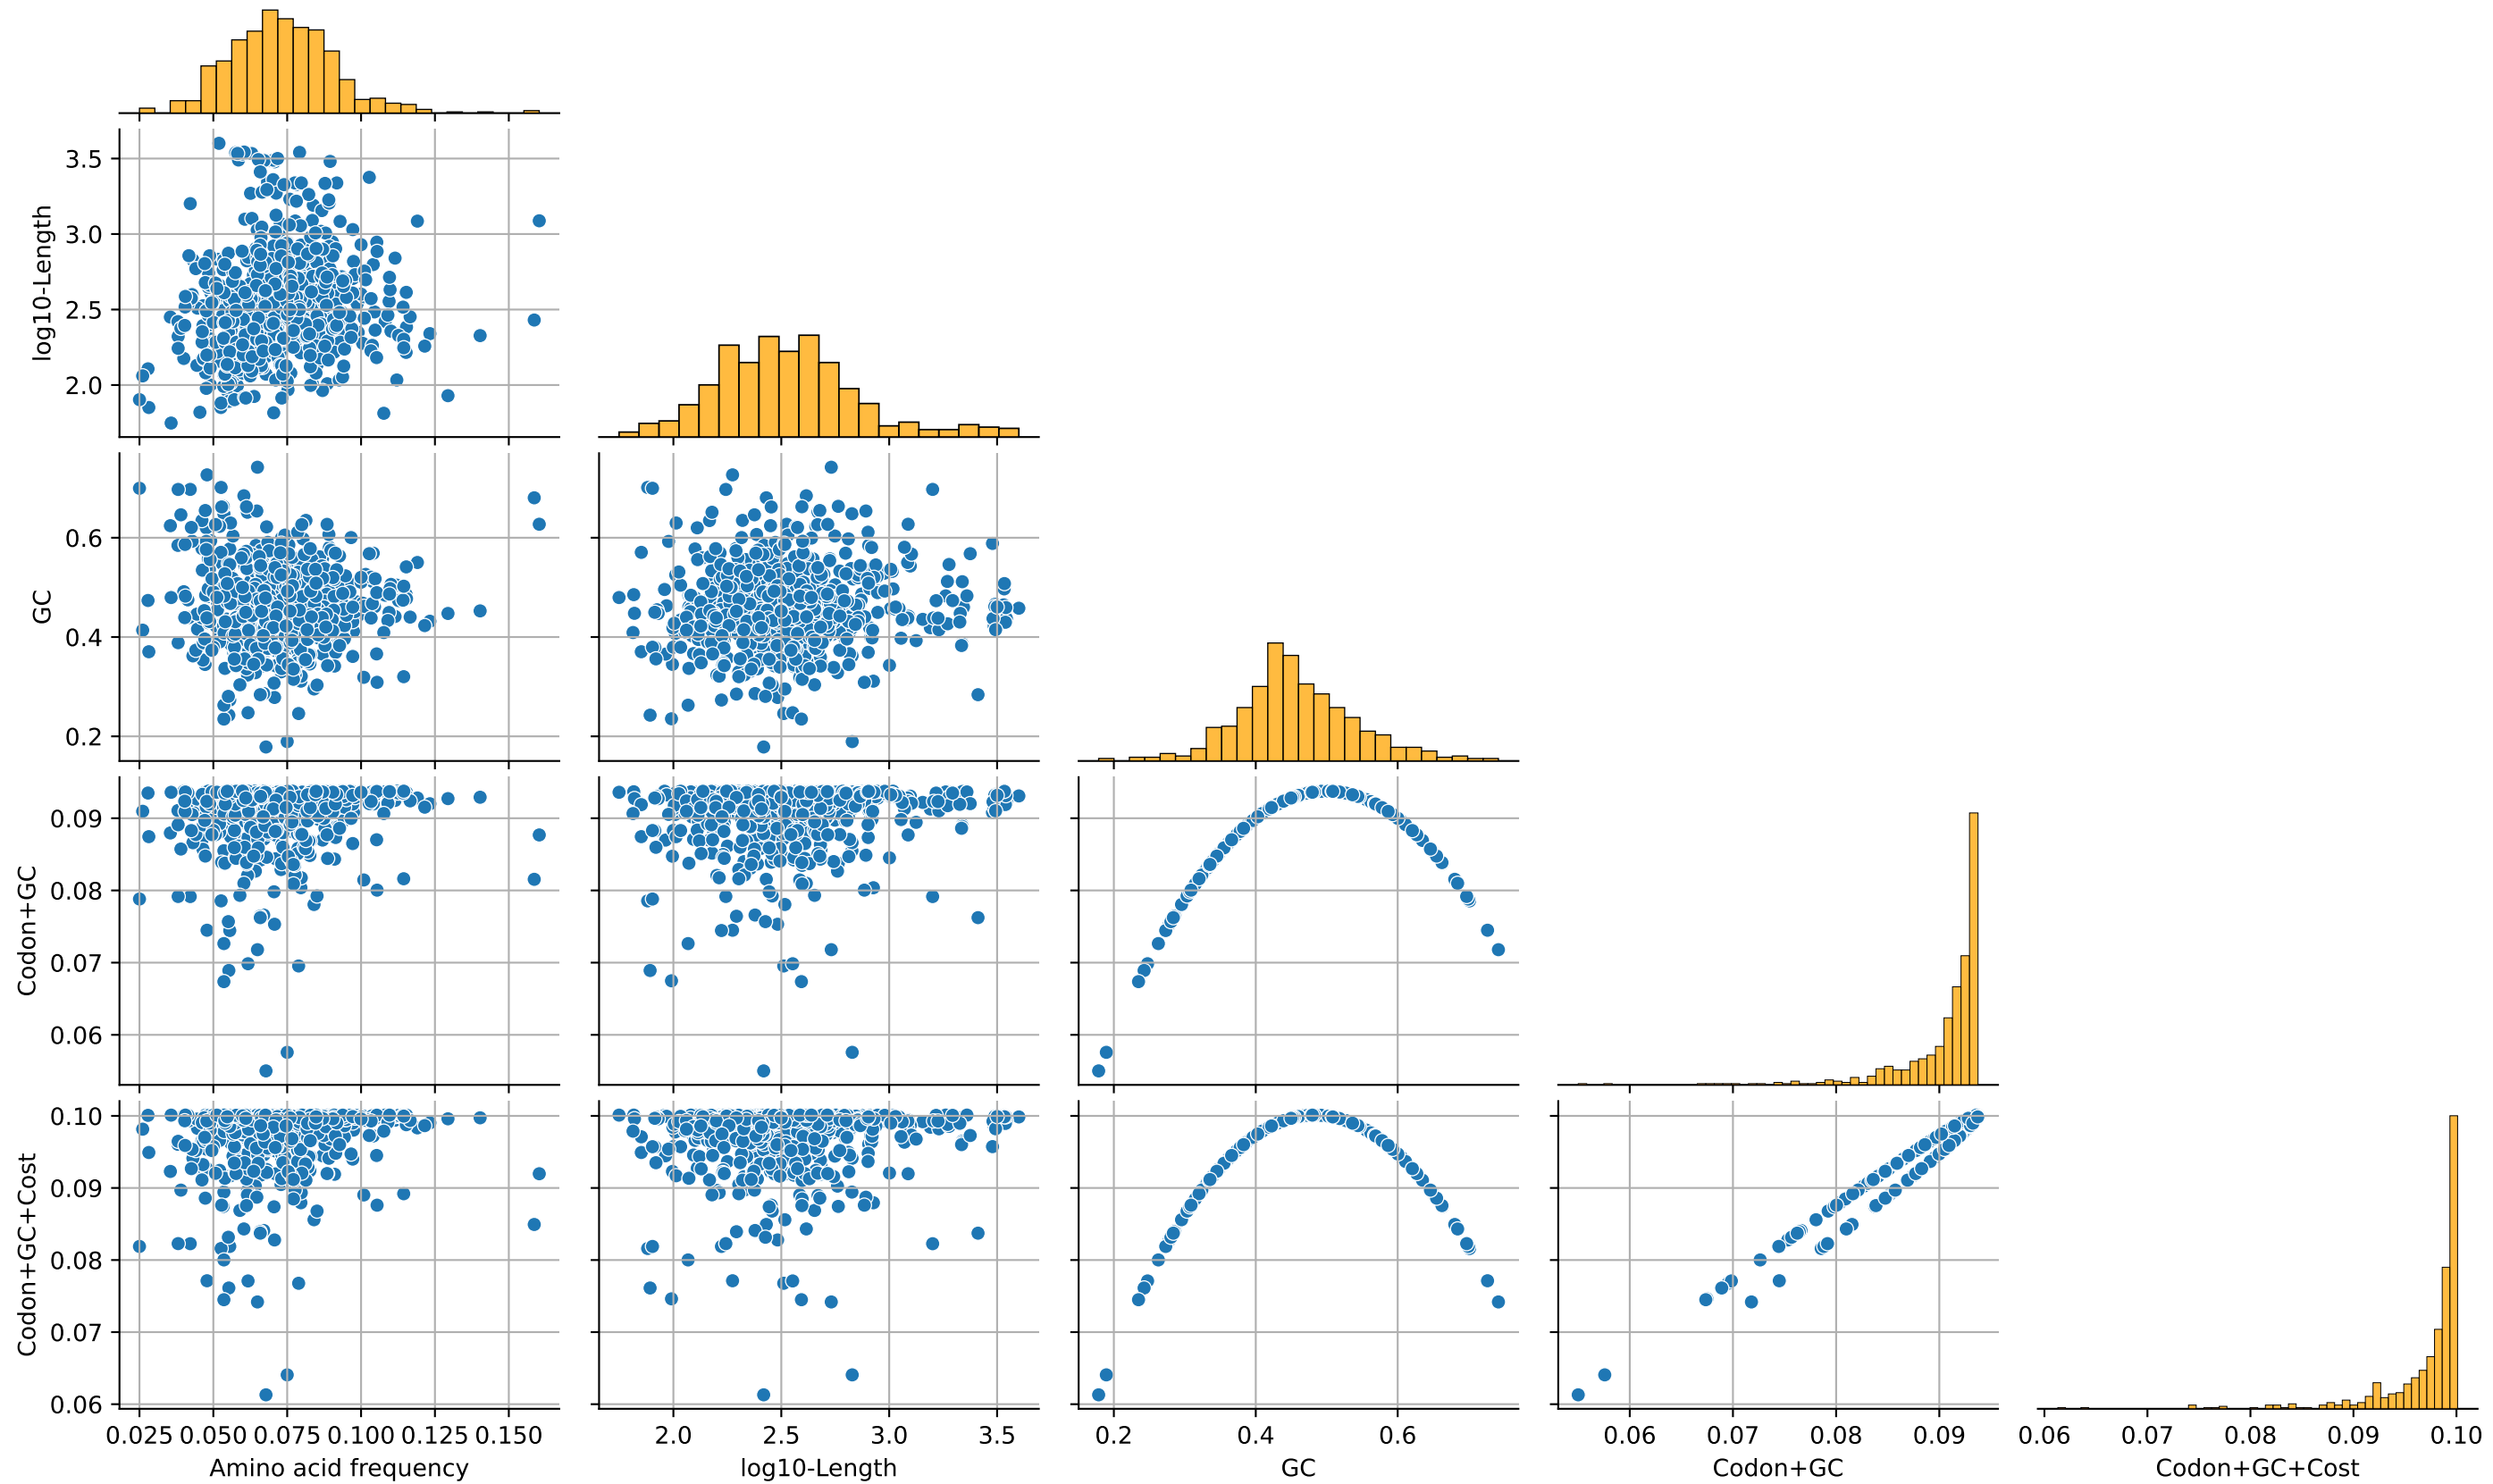 3.5
3.0
2.5
2.0
log10-Length
0.6
0.4
0.2
GC
0.09
0.08
0.07
0.06
Codon+GC
0.10
0.09
0.08
0.07
0.06
Codon+GC+Cost
0.025 0.050 0.075 0.100 0.125 0.150
Amino acid frequency
2.0 2.5 3.0 3.5
log10-Length
0.2 0.4 0.6
GC
0.06 0.07 0.08 0.09
Codon+GC
0.06 0.07 0.08 0.09 0.10
Codon+GC+Cost